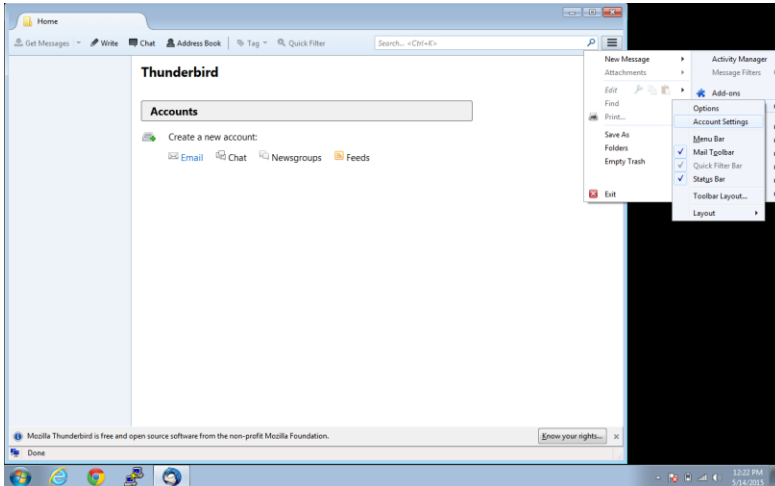 Home
Get Messages Write Chat Address Book Tag Quick Filter Search... <Ctrl+K>
Thunderbird
Accounts
Create a new account:
Email Chat Newsgroups Feeds
New Message
Attachments
Edit
Find
Print...
Save As
Folders
Empty Trash
Exit
Activity Manager
Message Filters
Add-ons
Options
Account Settings
Menu Bar
Mail Toolbar
Quick Filter Bar
Status Bar
Toolbar Layout...
Layout
Mozilla Thunderbird is free and open source software from the non-profit Mozilla Foundation. Know your rights...
Done
12:22 PM
5/14/2015